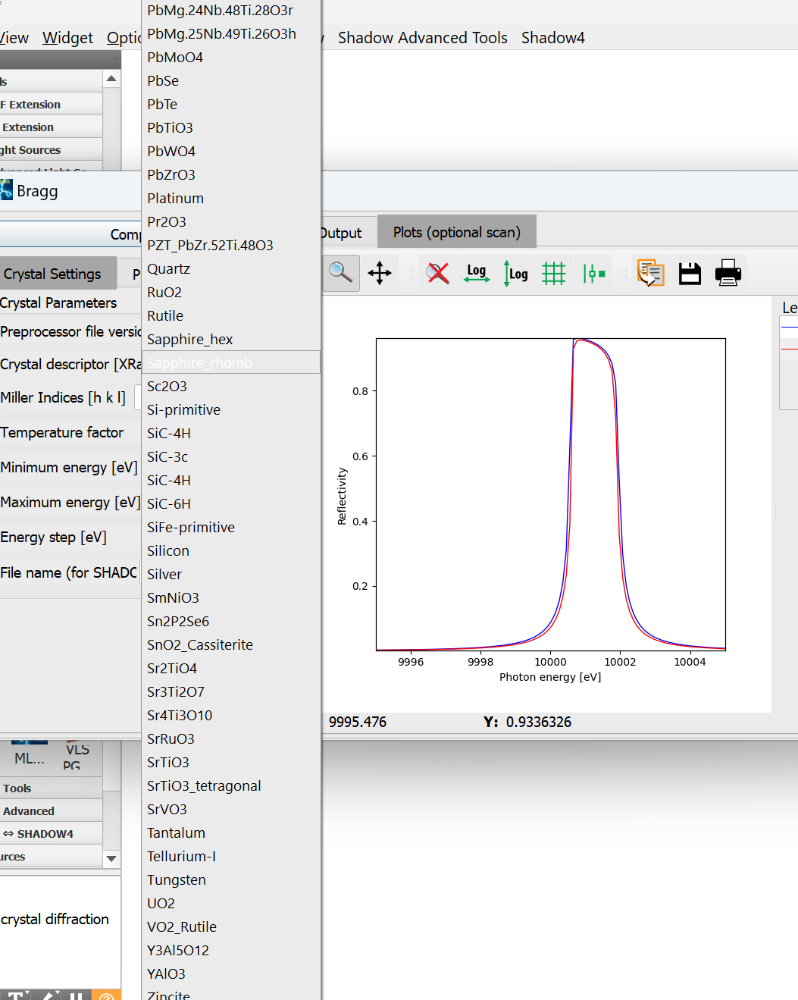 PbMg.24Nb.48Ti.28O3r
PbMg.25Nb.49Ti.26O3h
View Widget Shadow Advanced Tools Shadow4
PbMoO4
PbSe
PbTe
PbTiO3
PbWO4
PbZrO3
Platinum
Pr2O3
PZT_PbZr.52Ti.48O3
Quartz
RuO2
Rutile
Sapphire_hex
Sapphire_rhomb
Sc2O3
Si-primitive
SiC-4H
SiC-3c
SiC-4H
SiC-6H
SiFe-primitive
Silicon
Silver
SmNiO3
Sn2P2Se6
SnO2_Cassiterite
Sr2TiO4
Sr3Ti2O7
Sr4Ti3O10
SrRuO3
SrTiO3
SrTiO3_tetragonal
SrVO3
Tantalum
Tellurium-I
Tungsten
UO2
VO2_Rutile
Y3Al5O12
YAlO3
Zincite
F Extension
Extension
ght Sources
Bragg
Comp
Output
Plots (optional scan)
Crystal Settings P
Log
Log
Crystal Parameters
Preprocessor file versio
Crystal descriptor [XRa
Miller Indices [h k l]
Temperature factor
Minimum energy [eV]
Maximum energy [eV]
Energy step [eV]
File name (for SHADO
Le
0.8
0.6
0.4
0.2
Reflectivity
9996 9998 10000 10002 10004
Photon energy [eV]
9995.476 Y: 0.9336326
ML... VLS
PG
Tools
Advanced
⇔ SHADOW4
urces
crystal diffraction